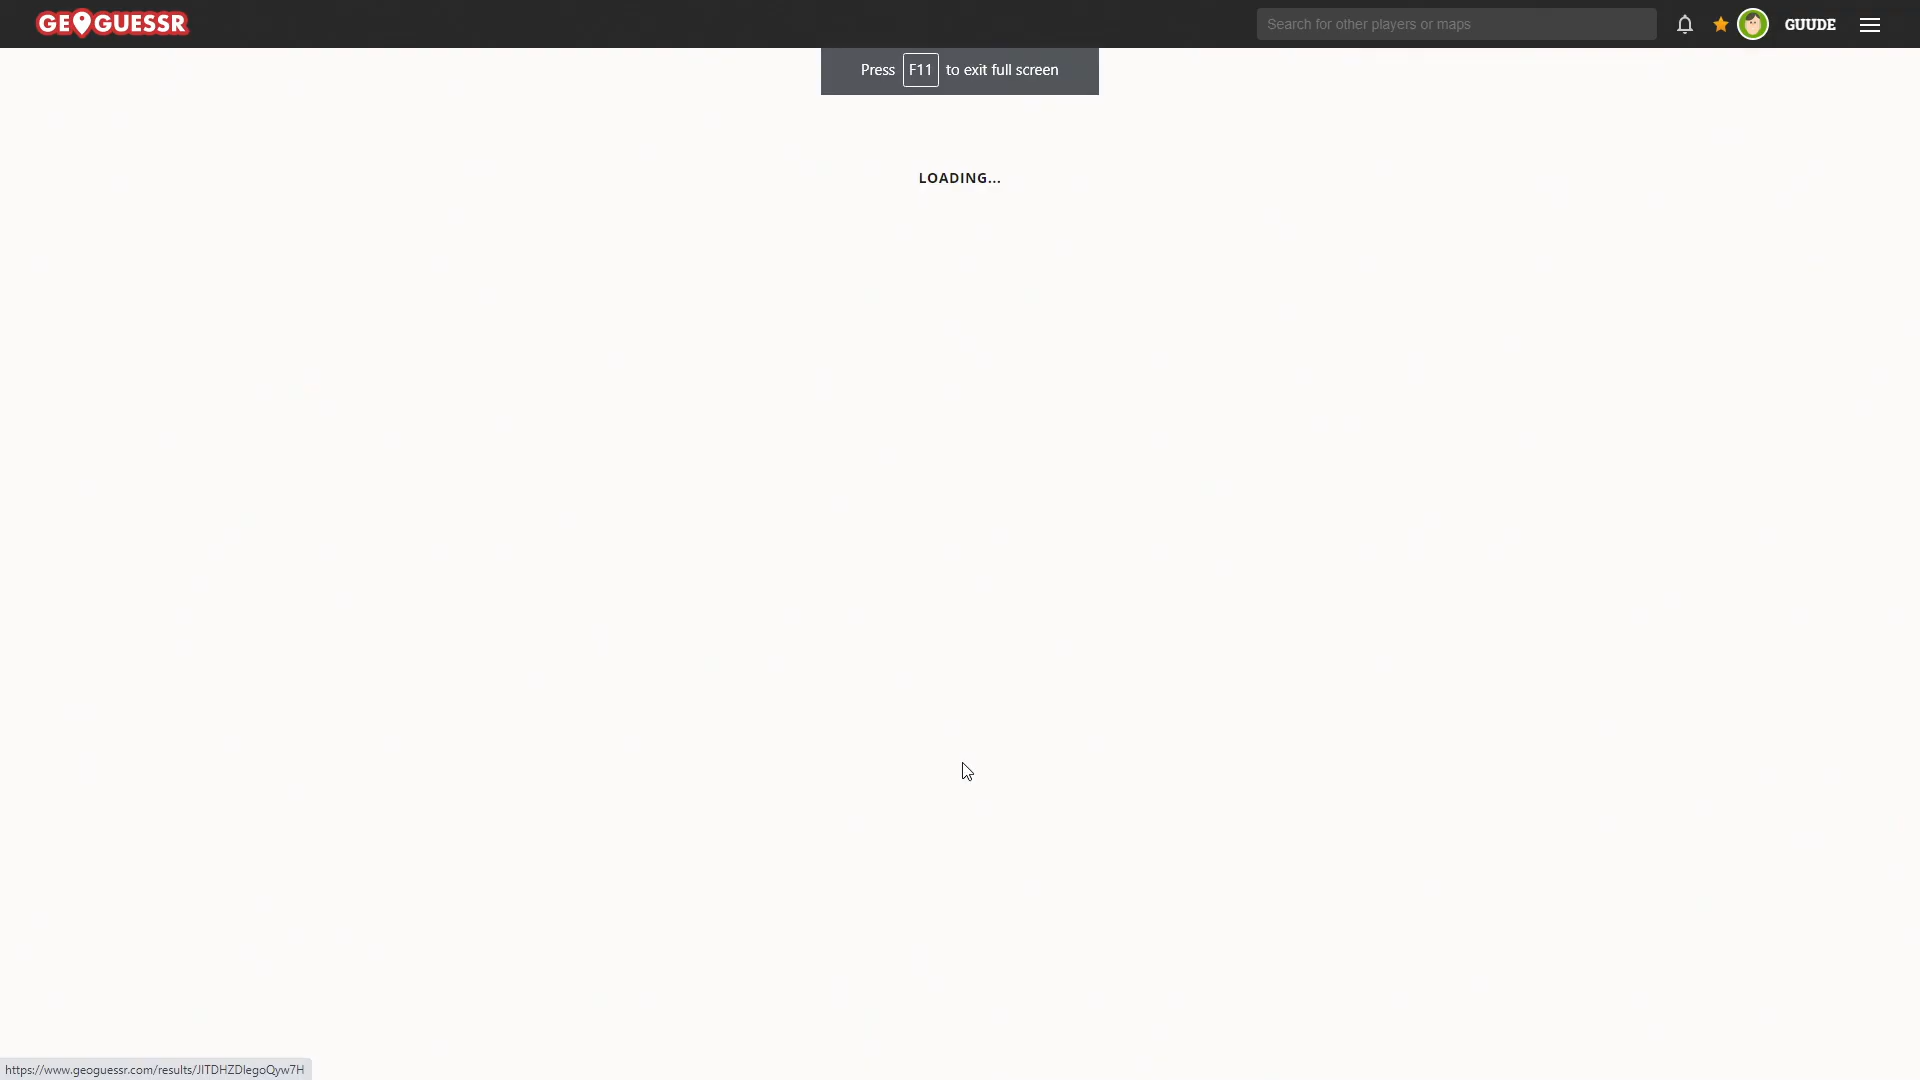 GEOGUESSR
Search for other players or maps
GUUDE
Press F11 to exit full screen
LOADING...
https://www.geoguessr.com/results/JITDHZDIegoQyw7H